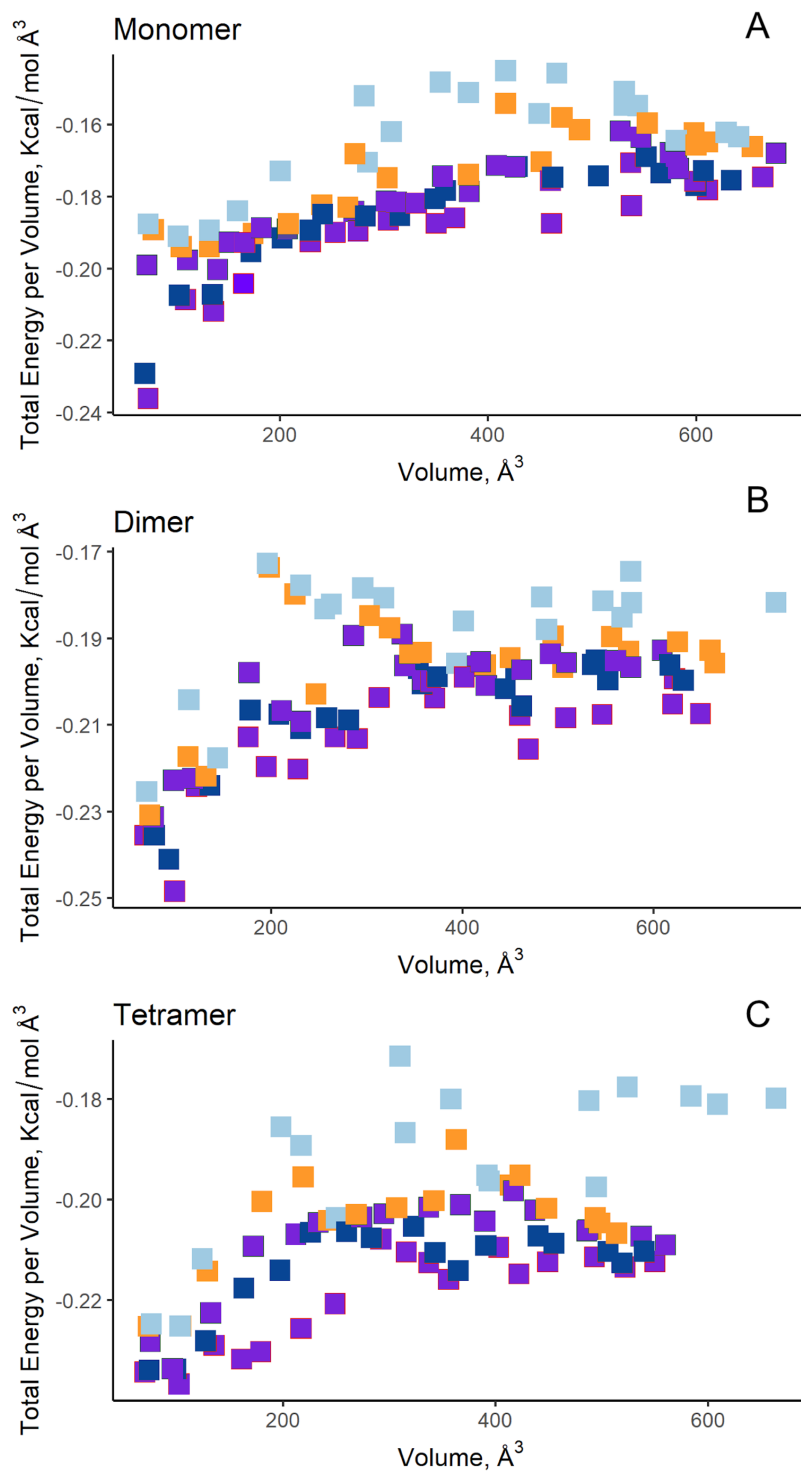 Monomer
A
Total Energy per Volume, Kcal/mol Å³
-0.16
-0.18
-0.20
-0.22
-0.24
200
400
600
Volume, Å³
B
Dimer
Total Energy per Volume, Kcal/mol Å³
-0.17
-0.19
-0.21
-0.23
-0.25
200
400
600
Volume, Å³
Tetramer
C
Total Energy per Volume, Kcal/mol Å³
-0.18
-0.20
-0.22
200
400
600
Volume, Å³